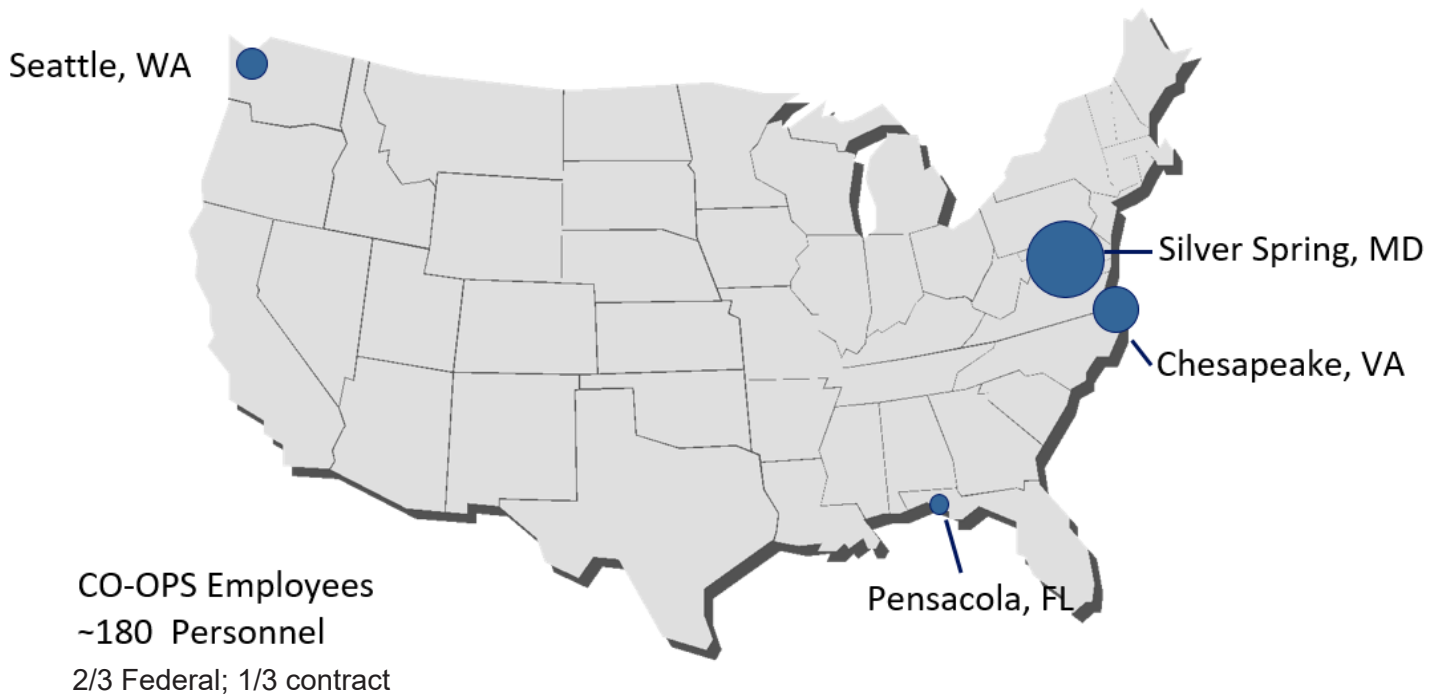 Seattle, WA
Silver Spring, MD
Chesapeake, VA
Pensacola, FL
CO-OPS Employees
~180 Personnel
2/3 Federal; 1/3 contract